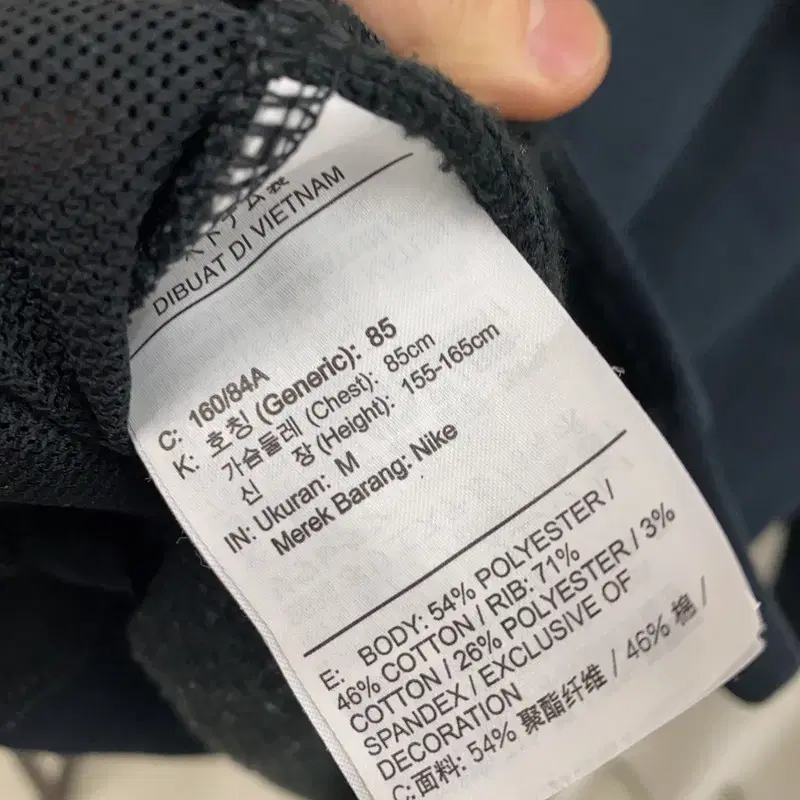 DIBUAT DI VIETNAM
C: 160/84A
K: 호칭 (Generic): 85
가슴둘레 (Chest): 85cm
신 장 (Height): 155-165cm
IN: Ukuran: M
Merek Barang: Nike
E: BODY: 54% POLYESTER /
46% COTTON / RIB: 71%
COTTON / 26% POLYESTER / 3%
SPANDEX / EXCLUSIVE OF
DECORATION
C: 面料: 54% 聚酯纤维 / 46% 棉 /